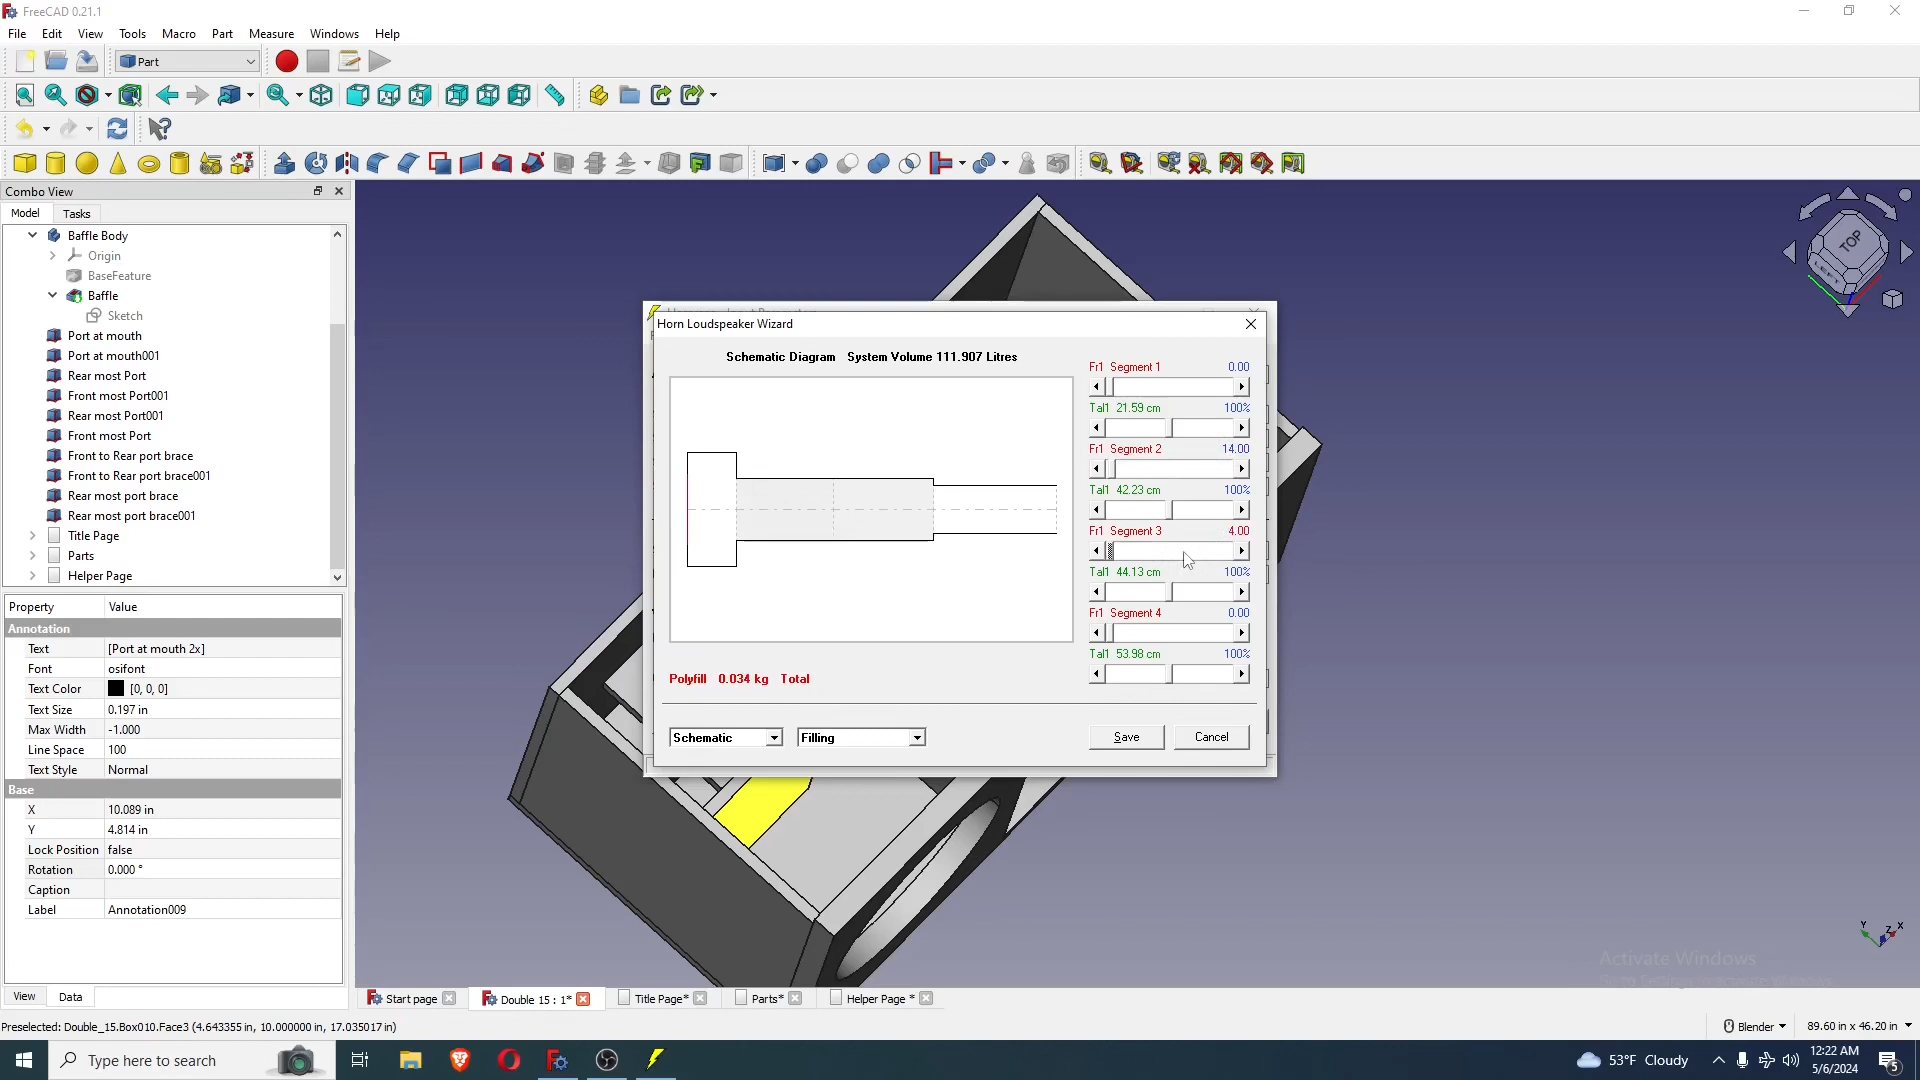 FreeCAD 0.21.1
File Edit View Tools Macro Part Measure Windows Help
Part
Combo View
Model Tasks
Baffle Body
Origin
BaseFeature
Baffle
Sketch
Port at mouth
Port at mouth001
Rear most Port
Front most Port001
Rear most Port001
Front most Port
Front to Rear port brace
Front to Rear port brace001
Rear most port brace
Rear most port brace001
Title Page
Parts
Helper Page
Property Value
Annotation
Text [Port at mouth 2x]
Font osifont
Text Color [0, 0, 0]
Text Size 0.197 in
Max Width -1.000
Line Space 100
Text Style Normal
Base
X 10.089 in
Y 4.814 in
Lock Position false
Rotation 0.000 °
Caption
Label Annotation009
View Data
TOP
LEFT
Horn Loudspeaker Wizard
Schematic Diagram System Volume 111.907 Litres
Fr1 Segment 1 0.00
Tal1 21.59 cm 100%
Fr1 Segment 2 14.00
Tal1 42.23 cm 100%
Fr1 Segment 3 4.00
Tal1 44.13 cm 100%
Fr1 Segment 4 0.00
Tal1 53.98 cm 100%
Polyfill 0.034 kg Total
Schematic Filling Save Cancel
Y Z X
Activate Windows
Start page Double 15 : 1* Title Page* Parts* Helper Page *
Preselected: Double_15.Box010.Face3 (4.643355 in, 10.000000 in, 17.035017 in)
Blender 89.60 in x 46.20 in
Type here to search
53°F Cloudy
12:22 AM
5/6/2024
5